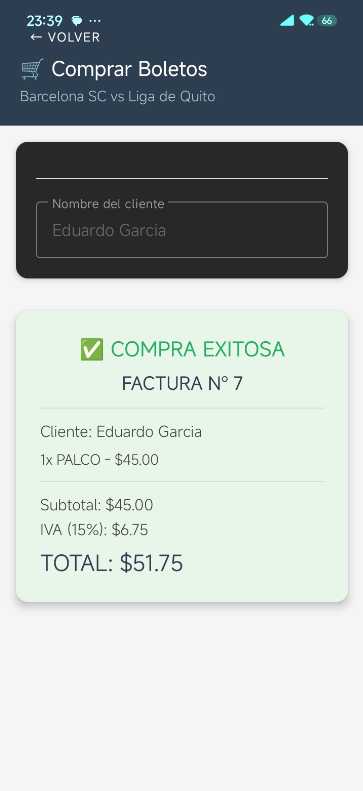 23:39 ... 66
← VOLVER
🛒 Comprar Boletos
Barcelona SC vs Liga de Quito
Nombre del cliente
Eduardo Garcia
✅ COMPRA EXITOSA
FACTURA N° 7
Cliente: Eduardo Garcia
1x PALCO - $45.00
Subtotal: $45.00
IVA (15%): $6.75
TOTAL: $51.75